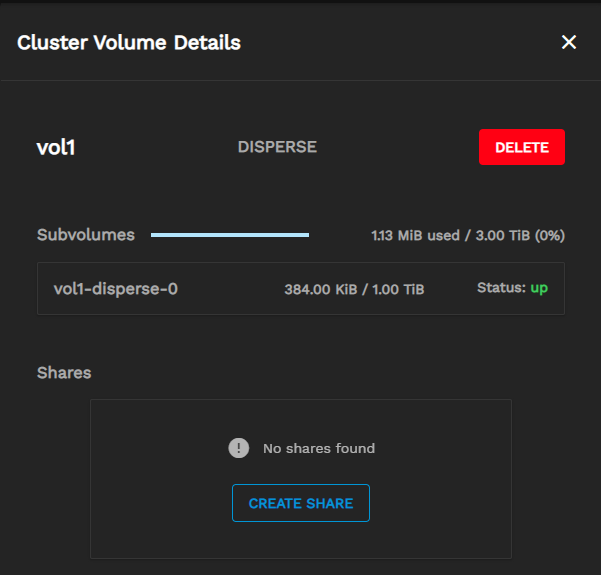 Cluster Volume Details
vol1 DISPERSE DELETE
Subvolumes 1.13 MiB used / 3.00 TiB (0%)
vol1-disperse-0 384.00 KiB / 1.00 TiB Status: up
Shares
No shares found
CREATE SHARE